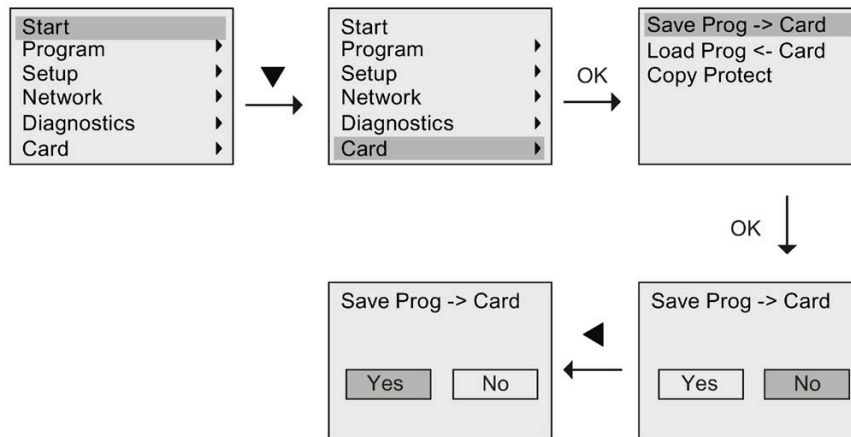 Start
Program
Setup
Network
Diagnostics
Card
Start
Program
Setup
Network
Diagnostics
Card
OK
Save Prog -> Card
Load Prog <- Card
Copy Protect
OK
Save Prog -> Card
Yes No
Save Prog -> Card
Yes No